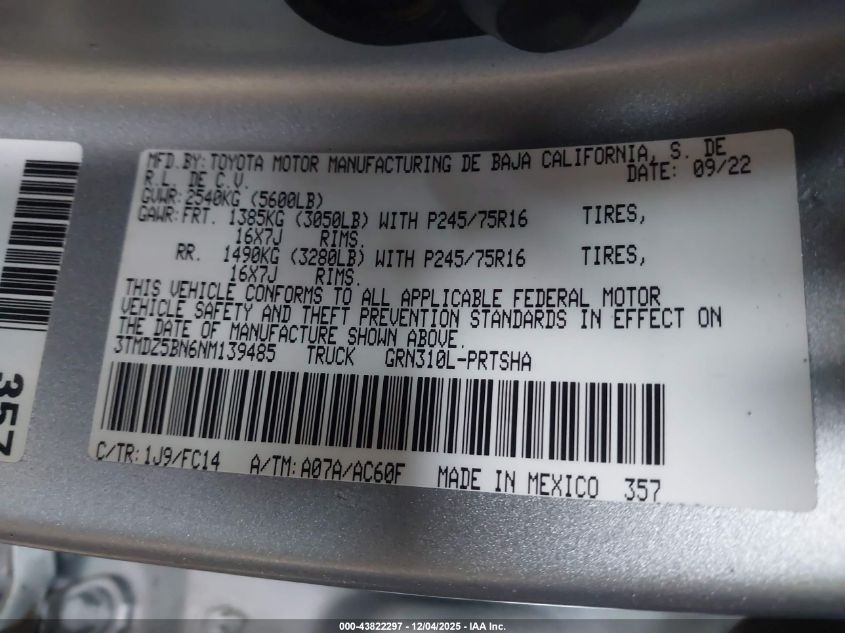 MFD.BY:TOYOTA MOTOR MANUFACTURING DE BAJA CALIFORNIA, S. DE
R.L. DE C.V. DATE: 09/22
GVWR:2540KG (5600LB)
GAWR:FRT. 1385KG (3050LB) WITH P245/75R16 TIRES,
16X7J RIMS.
RR. 1490KG (3280LB) WITH P245/75R16 TIRES,
16X7J RIMS.
THIS VEHICLE CONFORMS TO ALL APPLICABLE FEDERAL MOTOR
VEHICLE SAFETY AND THEFT PREVENTION STANDARDS IN EFFECT ON
THE DATE OF MANUFACTURE SHOWN ABOVE.
3TMDZ5BN6NM139485 TRUCK GRN310L-PRTSHA
C/TR:1J9/FC14 A/TM:A07A/AC60F MADE IN MEXICO 357
357
000-43822297 - 12/04/2025 - IAA Inc.